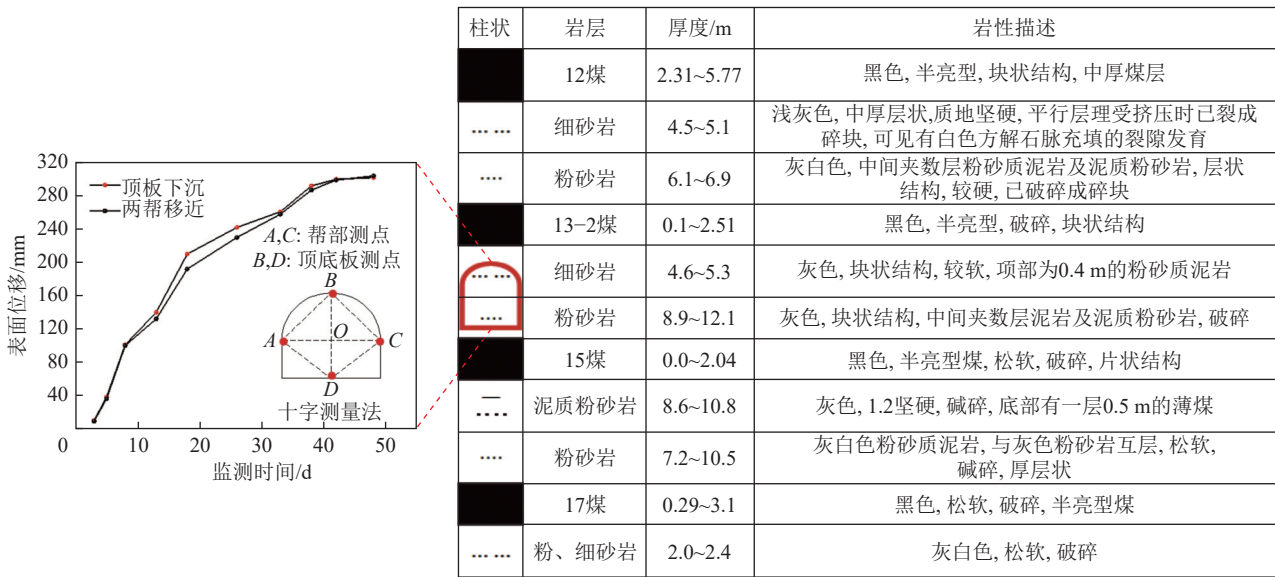 320
280
240
200
160
120
80
40
0
10
20
30
40
50
表面位移/mm
监测时间/d
顶板下沉
两帮移近
A,C: 帮部测点
B,D: 顶底板测点
B
A
O
C
D
十字测量法
柱状 岩层 厚度/m 岩性描述
12煤 2.31~5.77 黑色, 半亮型, 块状结构, 中厚煤层
细砂岩 4.5~5.1 浅灰色, 中厚层状,质地坚硬, 平行层理受挤压时已裂成
碎块, 可见有白色方解石脉充填的裂隙发育
粉砂岩 6.1~6.9 灰白色, 中间夹数层粉砂质泥岩及泥质粉砂岩, 层状
结构, 较硬, 已破碎成碎块
13−2煤 0.1~2.51 黑色, 半亮型, 破碎, 块状结构
细砂岩 4.6~5.3 灰色, 块状结构, 较软, 项部为0.4 m的粉砂质泥岩
粉砂岩 8.9~12.1 灰色, 块状结构, 中间夹数层泥岩及泥质粉砂岩, 破碎
15煤 0.0~2.04 黑色, 半亮型煤, 松软, 破碎, 片状结构
泥质粉砂岩 8.6~10.8 灰色, 1.2坚硬, 碱碎, 底部有一层0.5 m的薄煤
粉砂岩 7.2~10.5 灰白色粉砂质泥岩, 与灰色粉砂岩互层, 松软,
碱碎, 厚层状
17煤 0.29~3.1 黑色, 松软, 破碎, 半亮型煤
粉、细砂岩 2.0~2.4 灰白色, 松软, 破碎